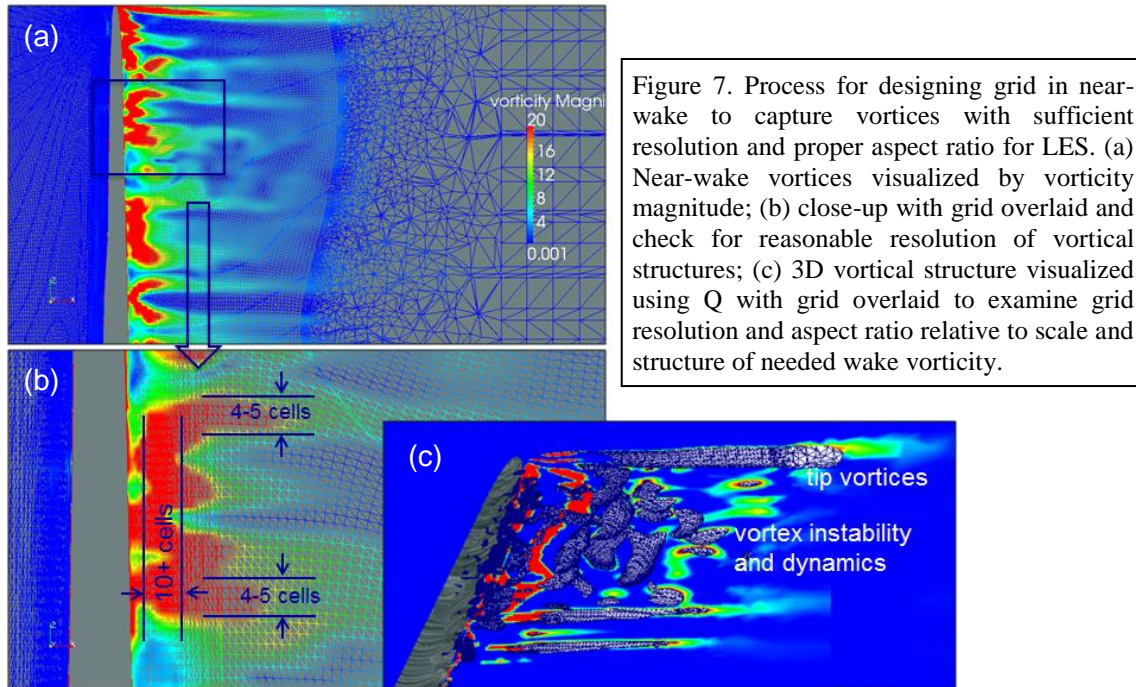 (a)
vorticity Magni
20
16
12
8
4
0.001
Figure 7. Process for designing grid in near-
wake to capture vortices with sufficient
resolution and proper aspect ratio for LES. (a)
Near-wake vortices visualized by vorticity
magnitude; (b) close-up with grid overlaid and
check for reasonable resolution of vortical
structures; (c) 3D vortical structure visualized
using Q with grid overlaid to examine grid
resolution and aspect ratio relative to scale and
structure of needed wake vorticity.
(b)
4-5 cells
10+ cells
4-5 cells
(c)
tip vortices
vortex instability
and dynamics